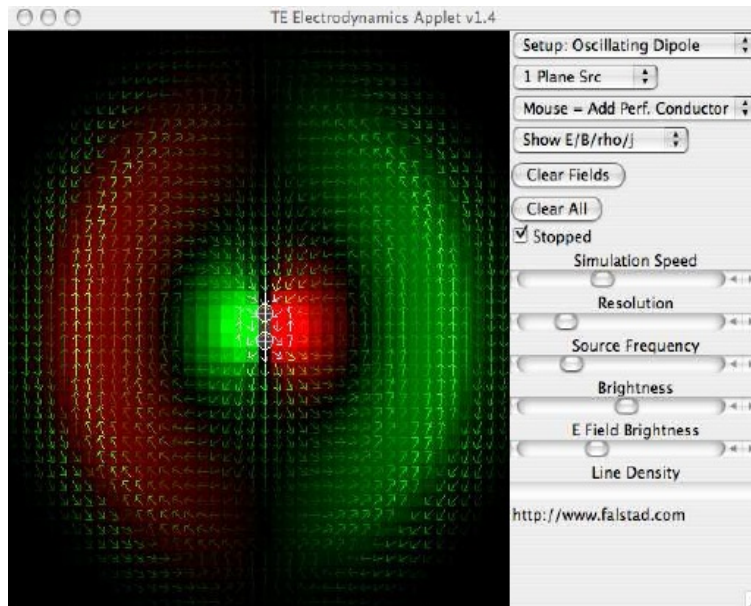 TE Electrodynamics Applet v1.4
Setup: Oscillating Dipole
1 Plane Src
Mouse = Add Perf. Conductor
Show E/B/rho/j
Clear Fields
Clear All
Stopped
Simulation Speed
Resolution
Source Frequency
Brightness
E Field Brightness
Line Density
http://www.falstad.com